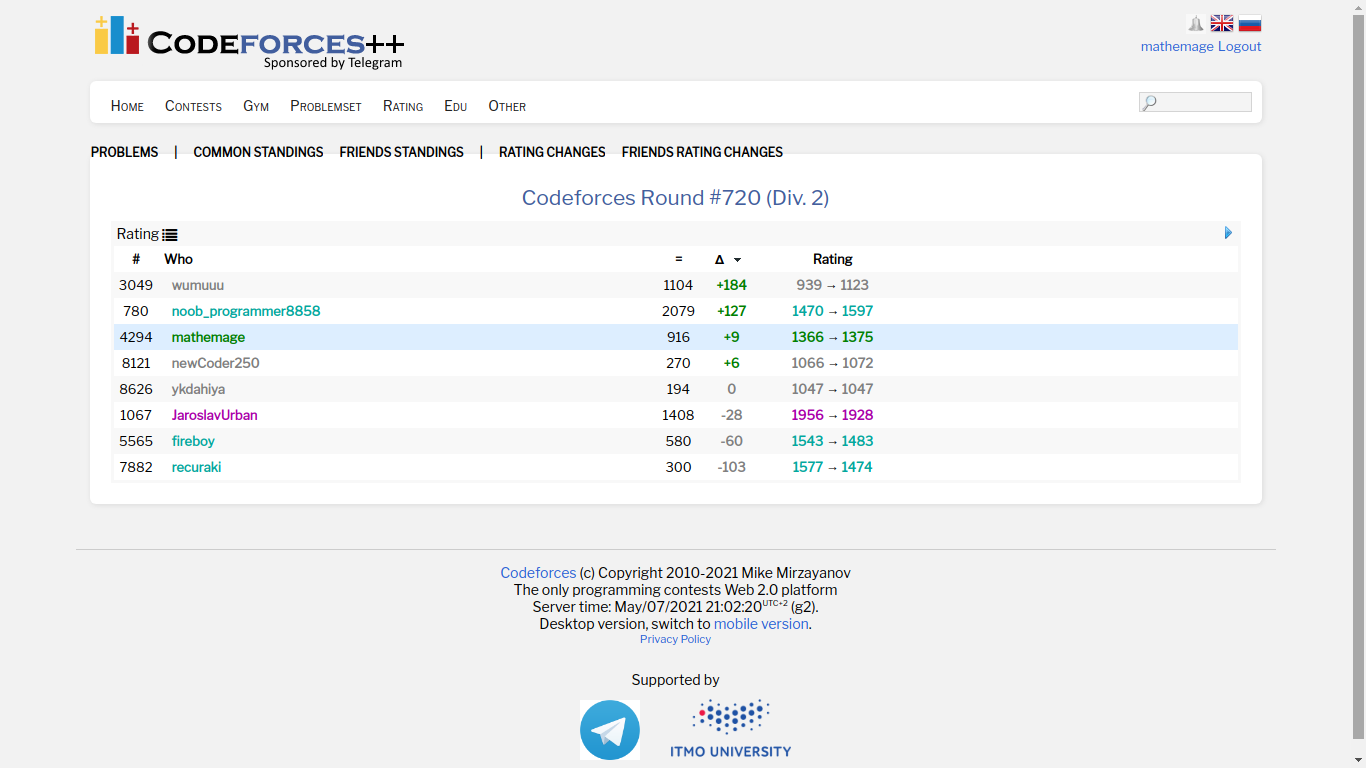 CODEFORCES++
Sponsored by Telegram
mathemage Logout
Home Contests Gym Problemset Rating Edu Other
PROBLEMS | COMMON STANDINGS FRIENDS STANDINGS | RATING CHANGES FRIENDS RATING CHANGES
Codeforces Round #720 (Div. 2)
Rating
# Who = Δ Rating
3049 wumuuu 1104 +184 939 → 1123
780 noob_programmer8858 2079 +127 1470 → 1597
4294 mathemage 916 +9 1366 → 1375
8121 newCoder250 270 +6 1066 → 1072
8626 ykdahiya 194 0 1047 → 1047
1067 JaroslavUrban 1408 -28 1956 → 1928
5565 fireboy 580 -60 1543 → 1483
7882 recuraki 300 -103 1577 → 1474
Codeforces (c) Copyright 2010-2021 Mike Mirzayanov
The only programming contests Web 2.0 platform
Server time: May/07/2021 21:02:20 UTC+2 (g2).
Desktop version, switch to mobile version.
Privacy Policy
Supported by
ITMO UNIVERSITY